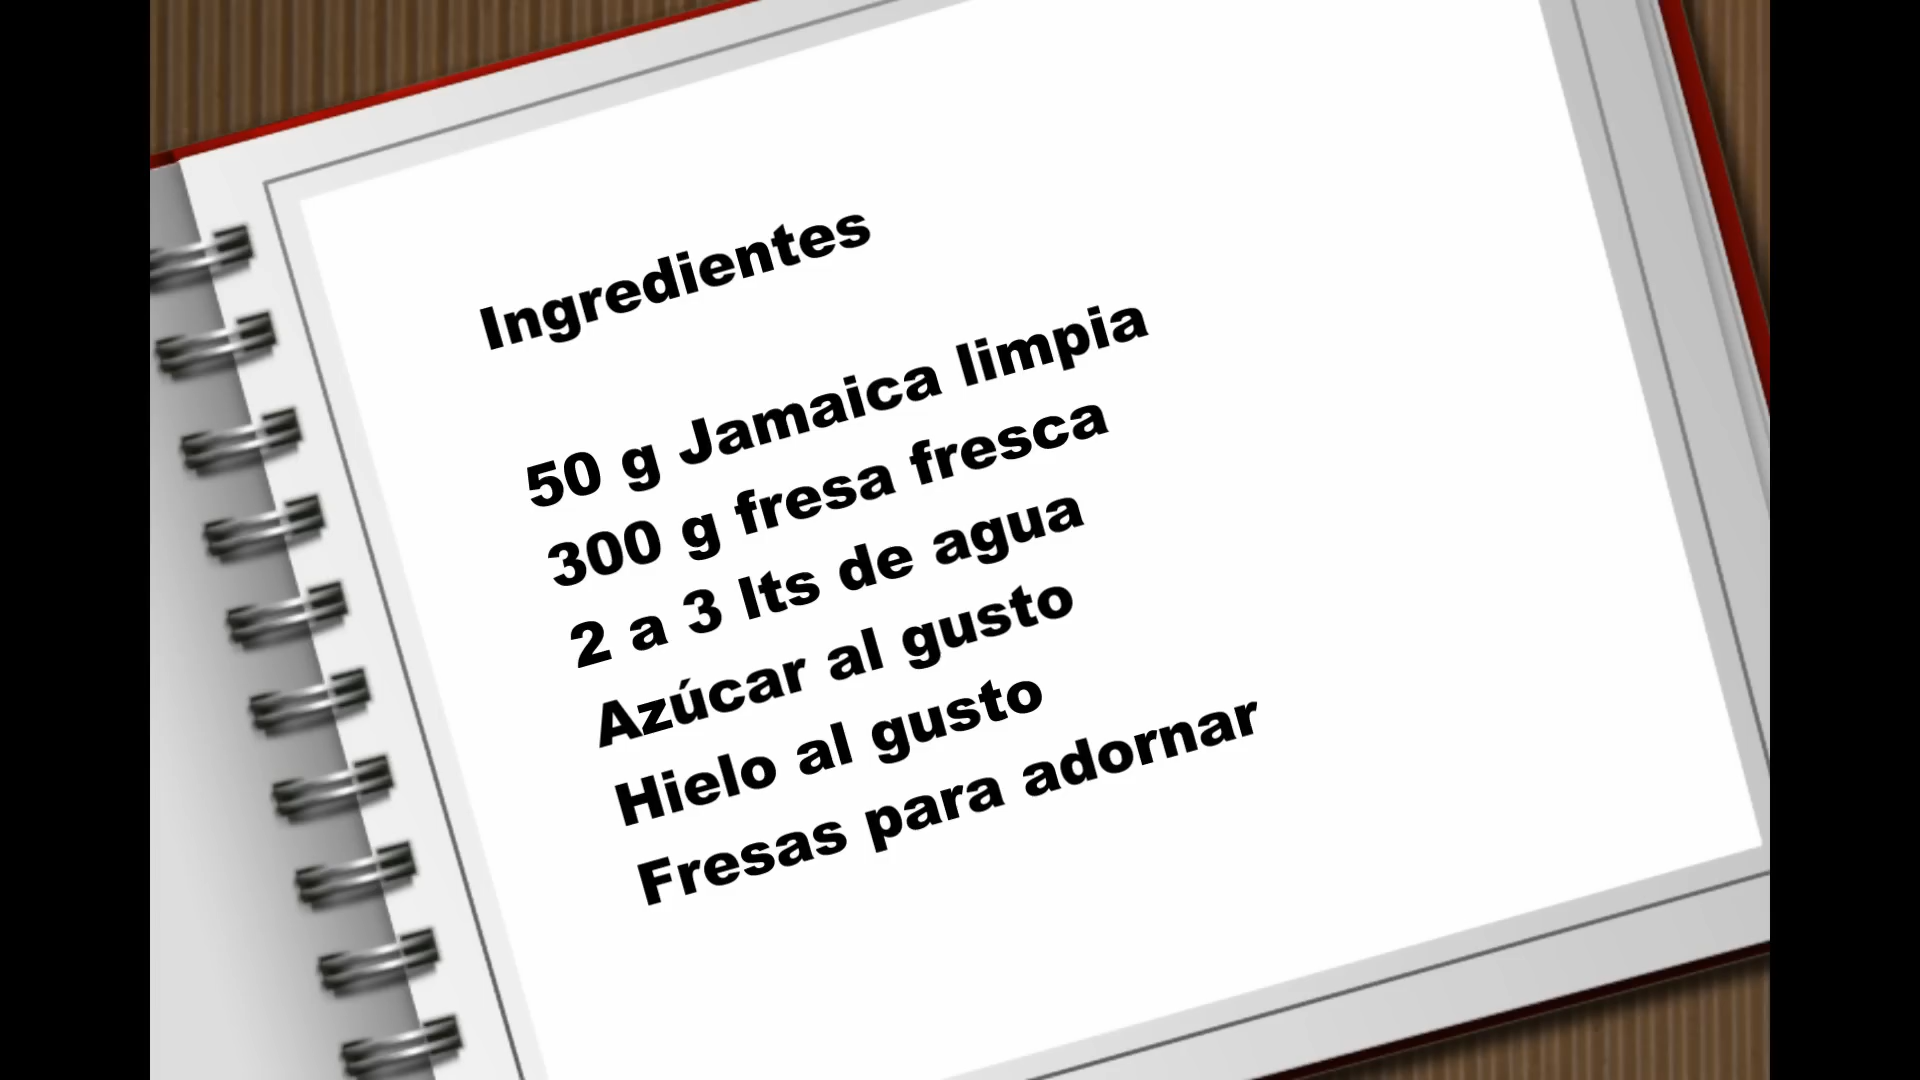 Ingredientes
50 g Jamaica limpia
300 g fresa fresca
2 a 3 lts de agua
Azúcar al gusto
Hielo al gusto
Fresas para adornar